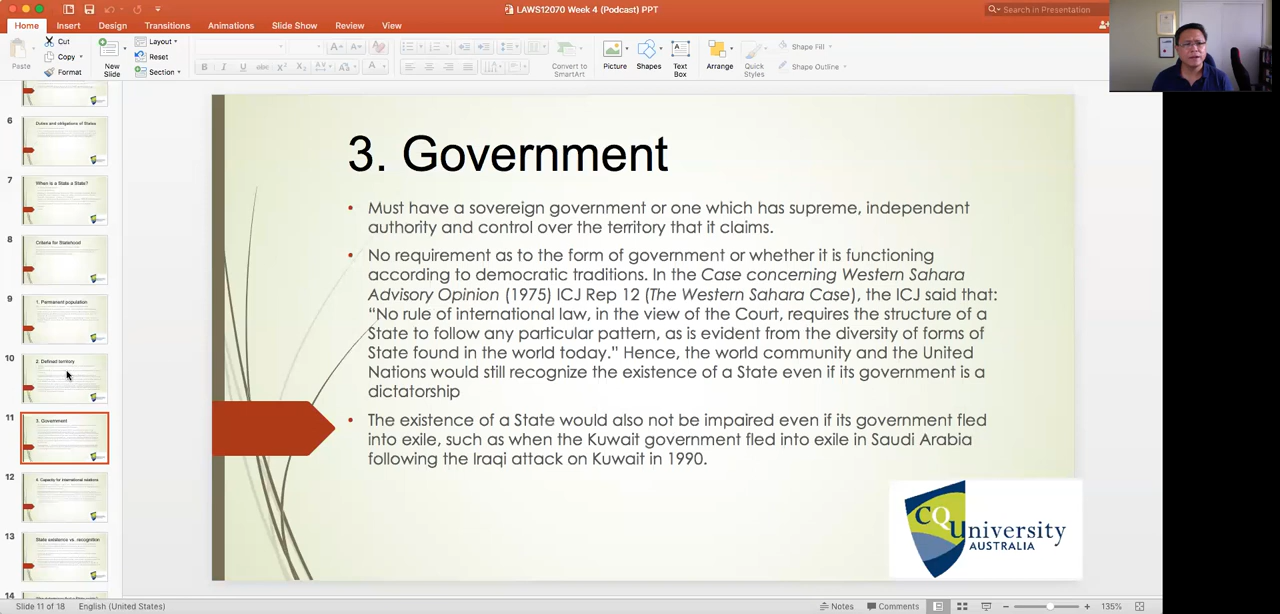 LAWS12070 Week 4 (Podcast) PPT
Search in Presentation
Home Insert Design Transitions Animations Slide Show Review View
Paste
Cut
Copy
Format
New
Slide
Layout
Reset
Section
Convert to
SmartArt
Picture
Shapes
Text
Box
Arrange
Quick
Styles
Shape Fill
Shape Outline
6
Duties and obligations of States
7
When is a State a State?
8
Criteria for Statehood
9
1. Permanent population
10
2. Defined territory
11
3. Government
12
4. Capacity for international relations
13
State existence vs. recognition
14
3. Government
• Must have a sovereign government or one which has supreme, independent
authority and control over the territory that it claims.
• No requirement as to the form of government or whether it is functioning
according to democratic traditions. In the Case concerning Western Sahara
Advisory Opinion (1975) ICJ Rep 12 (The Western Sahara Case), the ICJ said that:
“No rule of international law, in the view of the Court, requires the structure of a
State to follow any particular pattern, as is evident from the diversity of forms of
State found in the world today.” Hence, the world community and the United
Nations would still recognize the existence of a State even if its government is a
dictatorship
• The existence of a State would also not be impaired even if its government fled
into exile, such as when the Kuwait government fled into exile in Saudi Arabia
following the Iraqi attack on Kuwait in 1990.
CQUniversity
AUSTRALIA
Slide 11 of 18 English (United States)
Notes Comments 135%